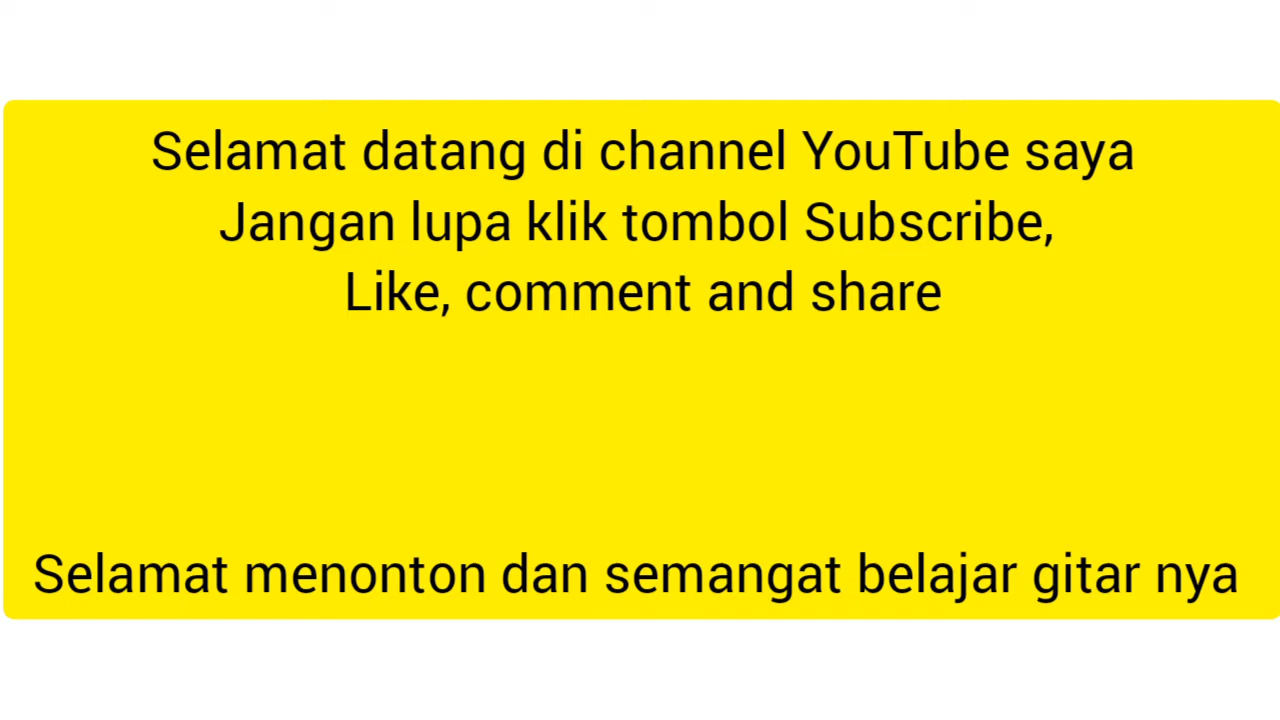 Selamat datang di channel YouTube saya
Jangan lupa klik tombol Subscribe,
Like, comment and share
Selamat menonton dan semangat belajar gitar nya